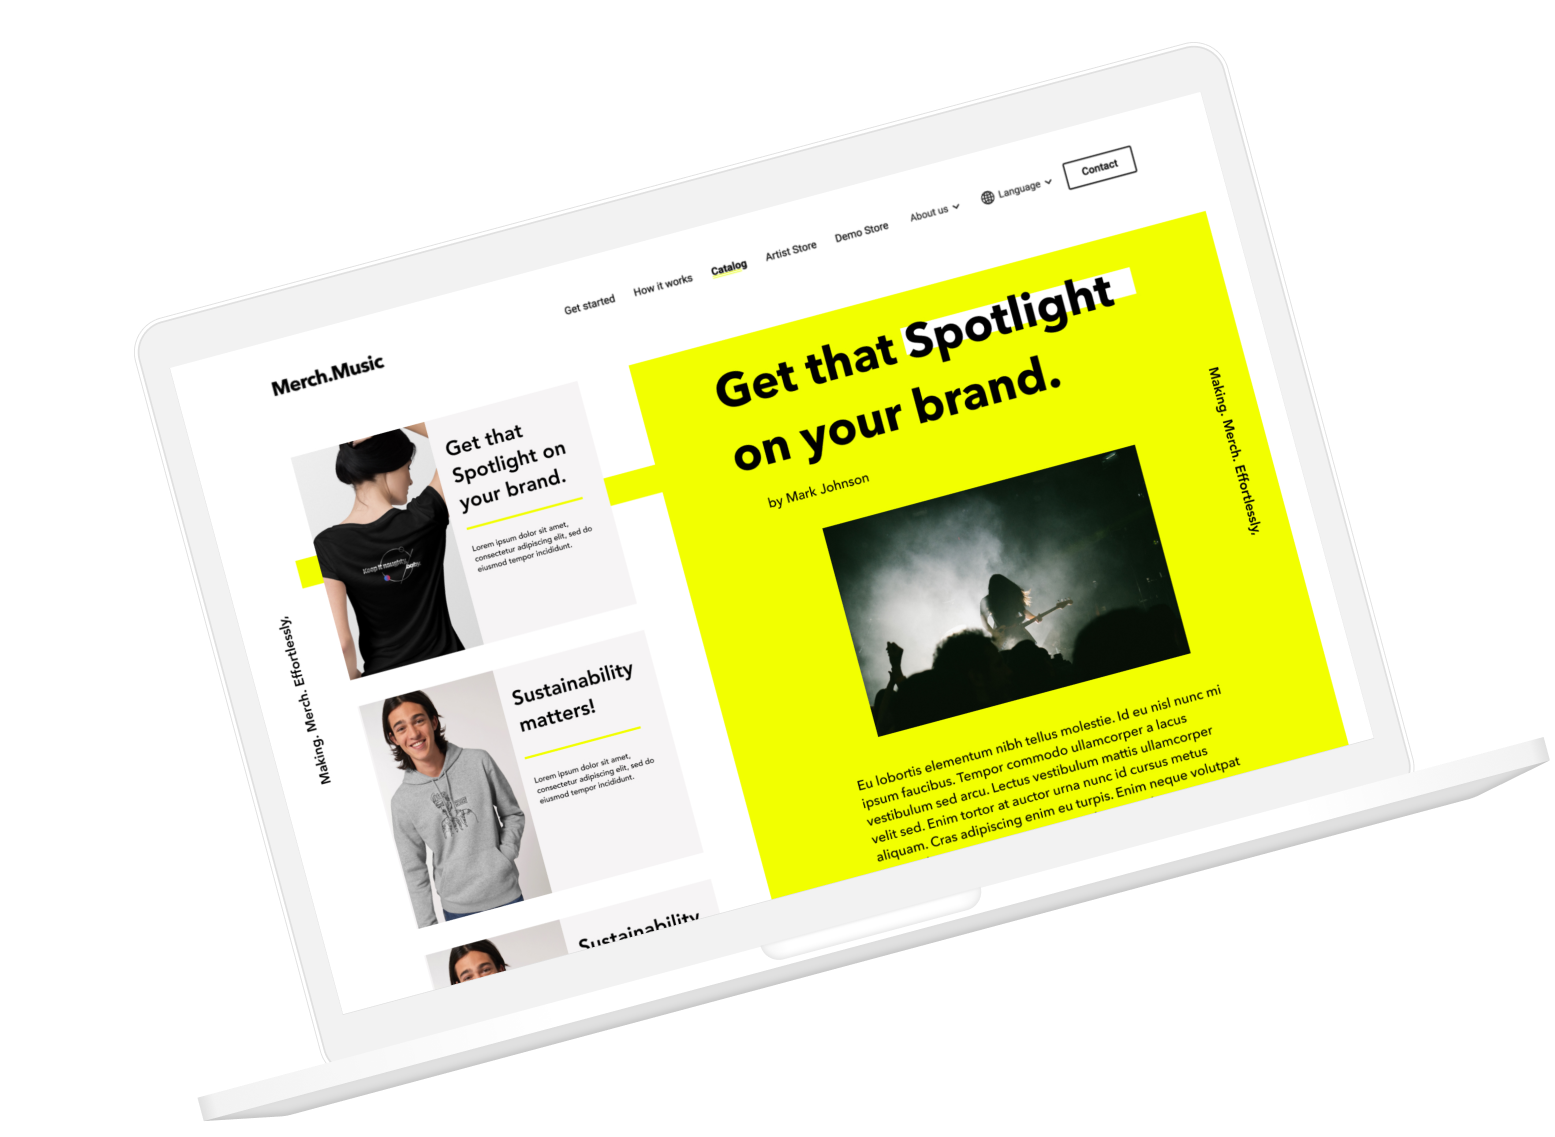 Merch.Music
Get started
How it works
Catalog
Artist Store
Demo Store
About us
Language
Contact
Get that
Spotlight on
your brand.
Lorem ipsum dolor sit amet,
consectetur adipiscing elit, sed do
eiusmod tempor incididunt.
Making. Merch. Effortlessly,
Sustainability
matters!
Lorem ipsum dolor sit amet,
consectetur adipiscing elit, sed do
eiusmod tempor incididunt.
Sustainability
Get that Spotlight
on your brand.
by Mark Johnson
Eu lobortis elementum nibh tellus molestie. Id eu nisl nunc mi
ipsum faucibus. Tempor commodo ullamcorper a lacus
vestibulum sed arcu. Lectus vestibulum mattis ullamcorper
velit sed. Enim tortor at auctor urna nunc id cursus metus
aliquam. Cras adipiscing enim eu turpis. Enim neque volutpat
Making. Merch. Effortlessly,